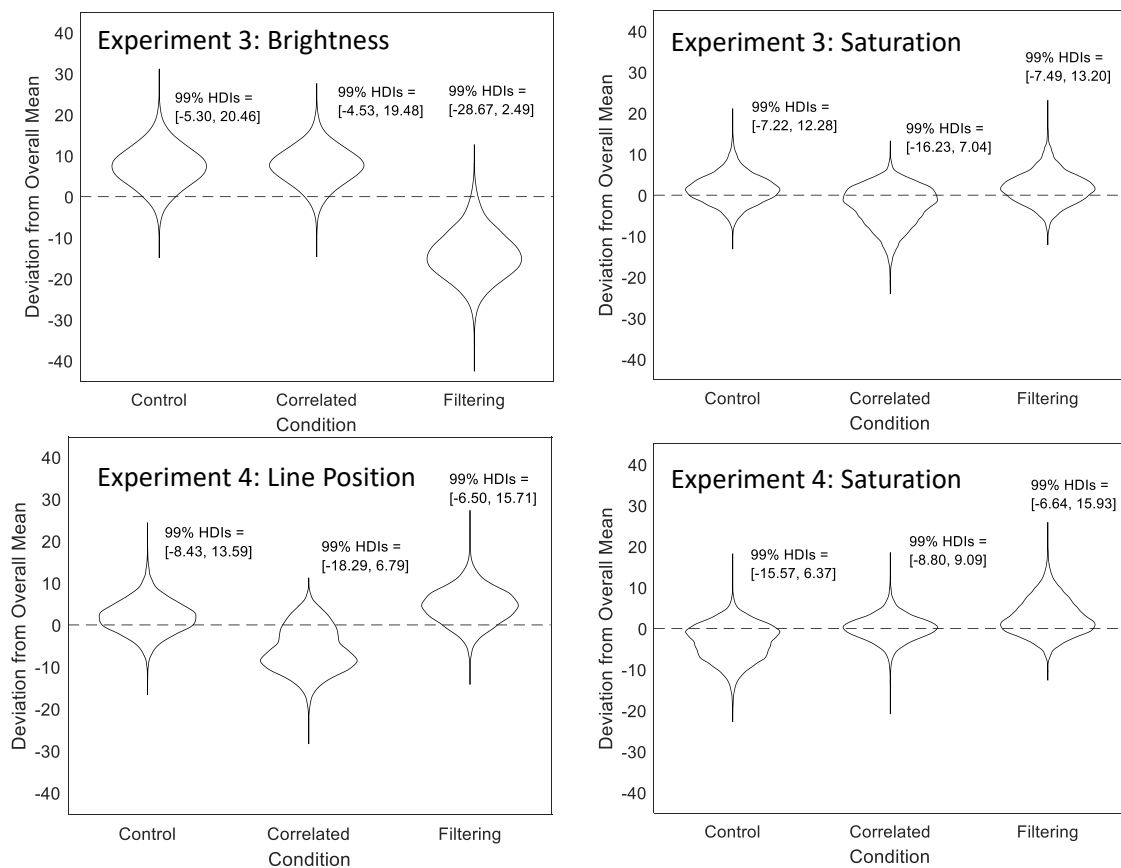 Experiment 3: Brightness
Deviation from Overall Mean
40
30
20
10
0
-10
-20
-30
-40
99% HDIs =
[-5.30, 20.46]
99% HDIs =
[-4.53, 19.48]
99% HDIs =
[-28.67, 2.49]
Control
Correlated
Filtering
Condition
Experiment 3: Saturation
Deviation from Overall Mean
40
30
20
10
0
-10
-20
-30
-40
99% HDIs =
[-7.22, 12.28]
99% HDIs =
[-16.23, 7.04]
99% HDIs =
[-7.49, 13.20]
Control
Correlated
Filtering
Condition
Experiment 4: Line Position
Deviation from Overall Mean
40
30
20
10
0
-10
-20
-30
-40
99% HDIs =
[-8.43, 13.59]
99% HDIs =
[-18.29, 6.79]
99% HDIs =
[-6.50, 15.71]
Control
Correlated
Filtering
Condition
Experiment 4: Saturation
Deviation from Overall Mean
40
30
20
10
0
-10
-20
-30
-40
99% HDIs =
[-15.57, 6.37]
99% HDIs =
[-8.80, 9.09]
99% HDIs =
[-6.64, 15.93]
Control
Correlated
Filtering
Condition